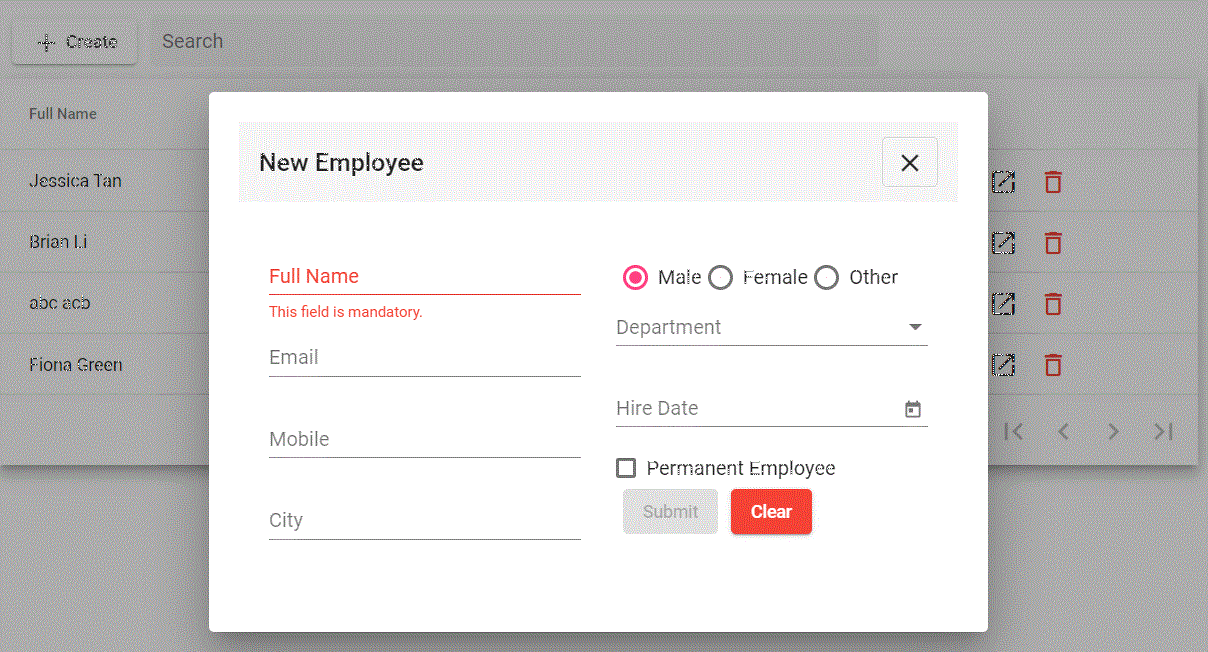 Create Search
Full Name
New Employee
Jessica Tan
Brian Li
abc acb
Fiona Green
Full Name
This field is mandatory.
Email
Mobile
City
Male Female Other
Department
Hire Date
Permanent Employee
Submit Clear